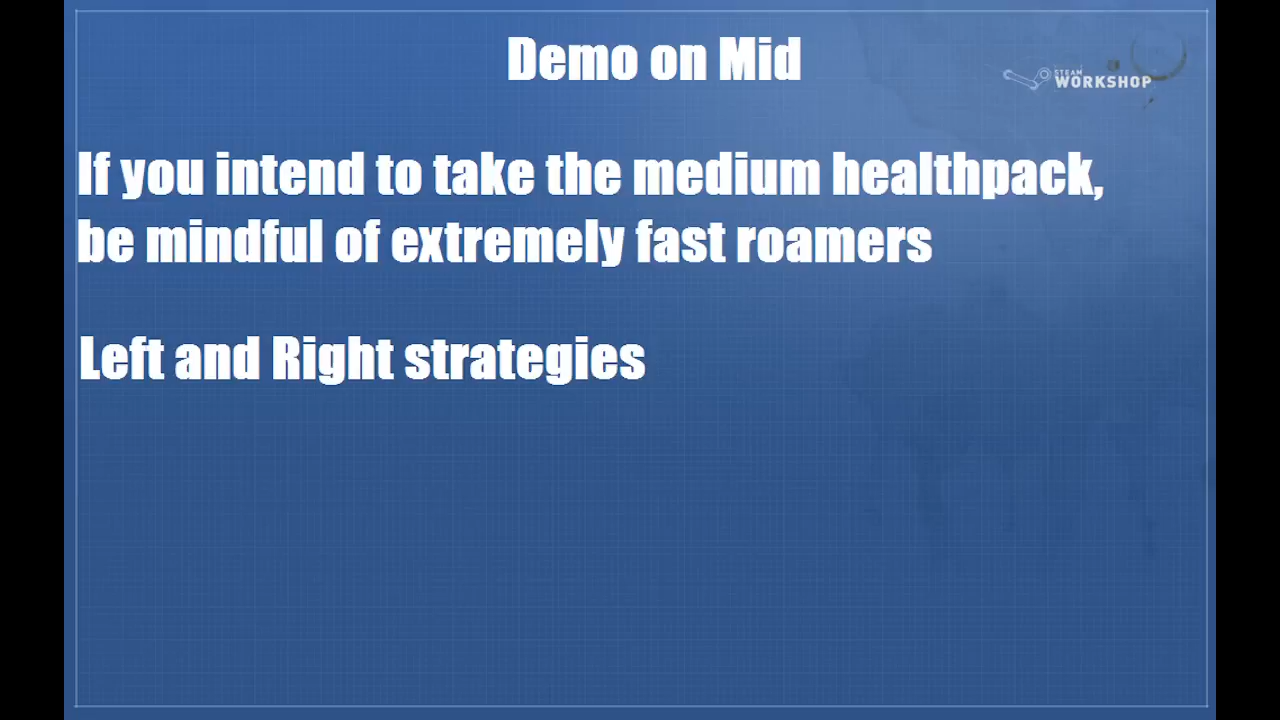 Demo on Mid
STEAM
WORKSHOP
If you intend to take the medium healthpack,
be mindful of extremely fast roamers
Left and Right strategies